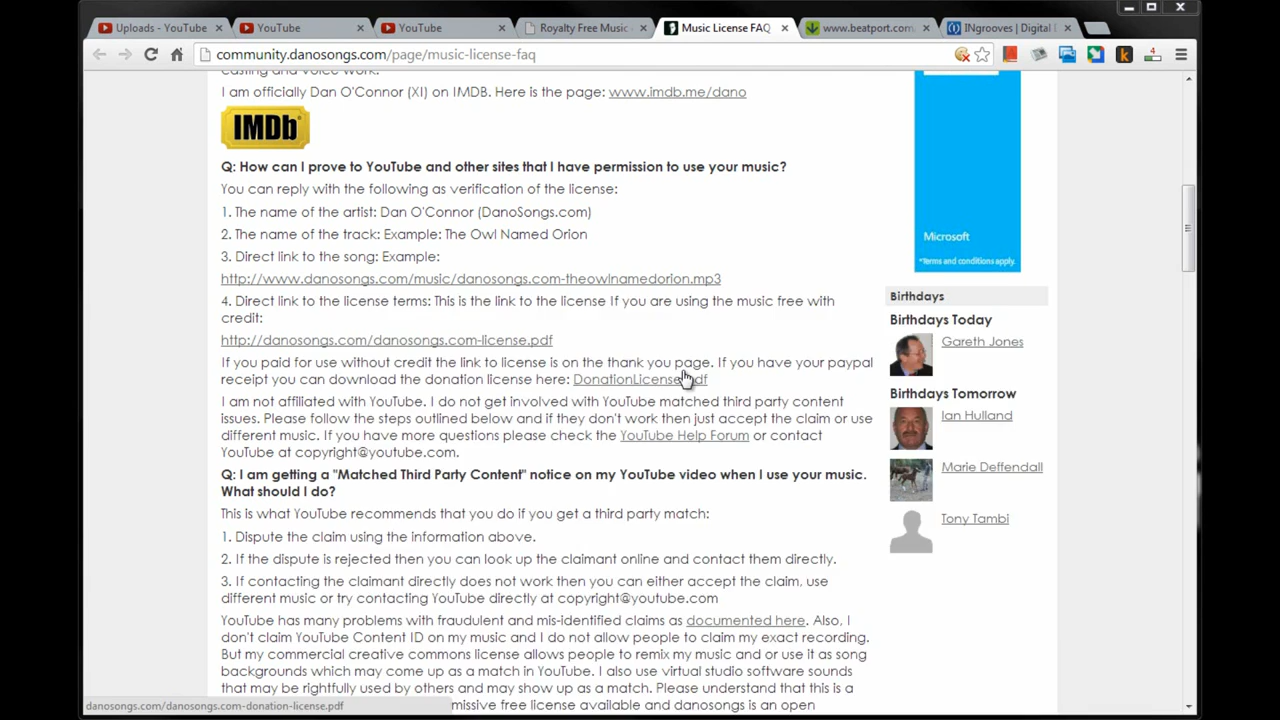 Uploads - YouTube
YouTube
YouTube
Royalty Free Music -
Music License FAQ
www.beatport.com
INgrooves | Digital D
community.danosongs.com/page/music-license-faq
4
casting and voice work.
I am officially Dan O'Connor (XI) on IMDB. Here is the page: www.imdb.me/dano
IMDb
Q: How can I prove to YouTube and other sites that I have permission to use your music?
You can reply with the following as verification of the license:
1. The name of the artist: Dan O'Connor (DanoSongs.com)
2. The name of the track: Example: The Owl Named Orion
3. Direct link to the song: Example:
http://www.danosongs.com/music/danosongs.com-theowlnamedorion.mp3
4. Direct link to the license terms: This is the link to the license If you are using the music free with
credit:
http://danosongs.com/danosongs.com-license.pdf
If you paid for use without credit the link to license is on the thank you page. If you have your paypal
receipt you can download the donation license here: DonationLicense.pdf
I am not affiliated with YouTube. I do not get involved with YouTube matched third party content
issues. Please follow the steps outlined below and if they don't work then just accept the claim or use
different music. If you have more questions please check the YouTube Help Forum or contact
YouTube at copyright@youtube.com.
Q: I am getting a "Matched Third Party Content" notice on my YouTube video when I use your music.
What should I do?
This is what YouTube recommends that you do if you get a third party match:
1. Dispute the claim using the information above.
2. If the dispute is rejected then you can look up the claimant online and contact them directly.
3. If contacting the claimant directly does not work then you can either accept the claim, use
different music or try contacting YouTube directly at copyright@youtube.com
YouTube has many problems with fraudulent and mis-identified claims as documented here. Also, I
don't claim YouTube Content ID on my music and I do not allow people to claim my exact recording.
But my commercial creative commons license allows people to remix my music and or use it as song
backgrounds which may come up as a match in YouTube. I also use virtual studio software sounds
that may be rightfully used by others and may show up as a match. Please understand that this is a
missive free license available and danosongs is an open
danosongs.com/danosongs.com-donation-license.pdf
Microsoft
*Terms and conditions apply.
Birthdays
Birthdays Today
Gareth Jones
Birthdays Tomorrow
Ian Hulland
Marie Deffendall
Tony Tambi